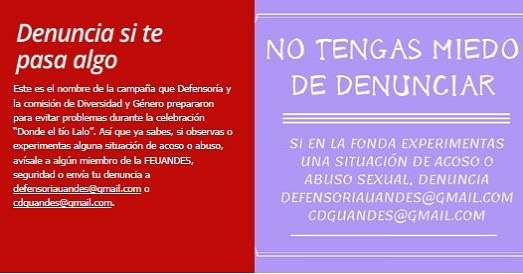 Denuncia si te
pasa algo
Este es el nombre de la campaña que Defensoría y
la comisión de Diversidad y Género prepararon
para evitar problemas durante la celebración
“Donde el tío Lalo”. Así que ya sabes, si observas o
experimentas alguna situación de acoso o abuso,
avísale a algún miembro de la FEUANDES,
seguridad o envía tu denuncia a
defensoriauandes@gmail.com o
cdguandes@gmail.com.
NO TENGAS MIEDO
DE DENUNCIAR
SI EN LA FONDA EXPERIMENTAS
UNA SITUACIÓN DE ACOSO O
ABUSO SEXUAL, DENUNCIA
DEFENSORIAUANDES@GMAIL.COM
CDGUANDES@GMAIL.COM